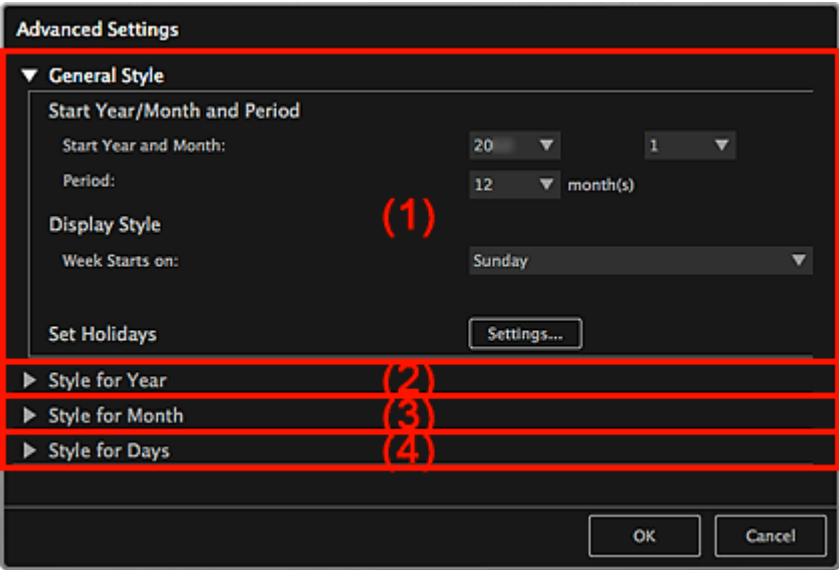 Advanced Settings
General Style
Start Year/Month and Period
Start Year and Month: 20 1
Period: 12 month(s)
(1)
Display Style
Week Starts on: Sunday
Set Holidays Settings...
Style for Year (2)
Style for Month (3)
Style for Days (4)
OK Cancel